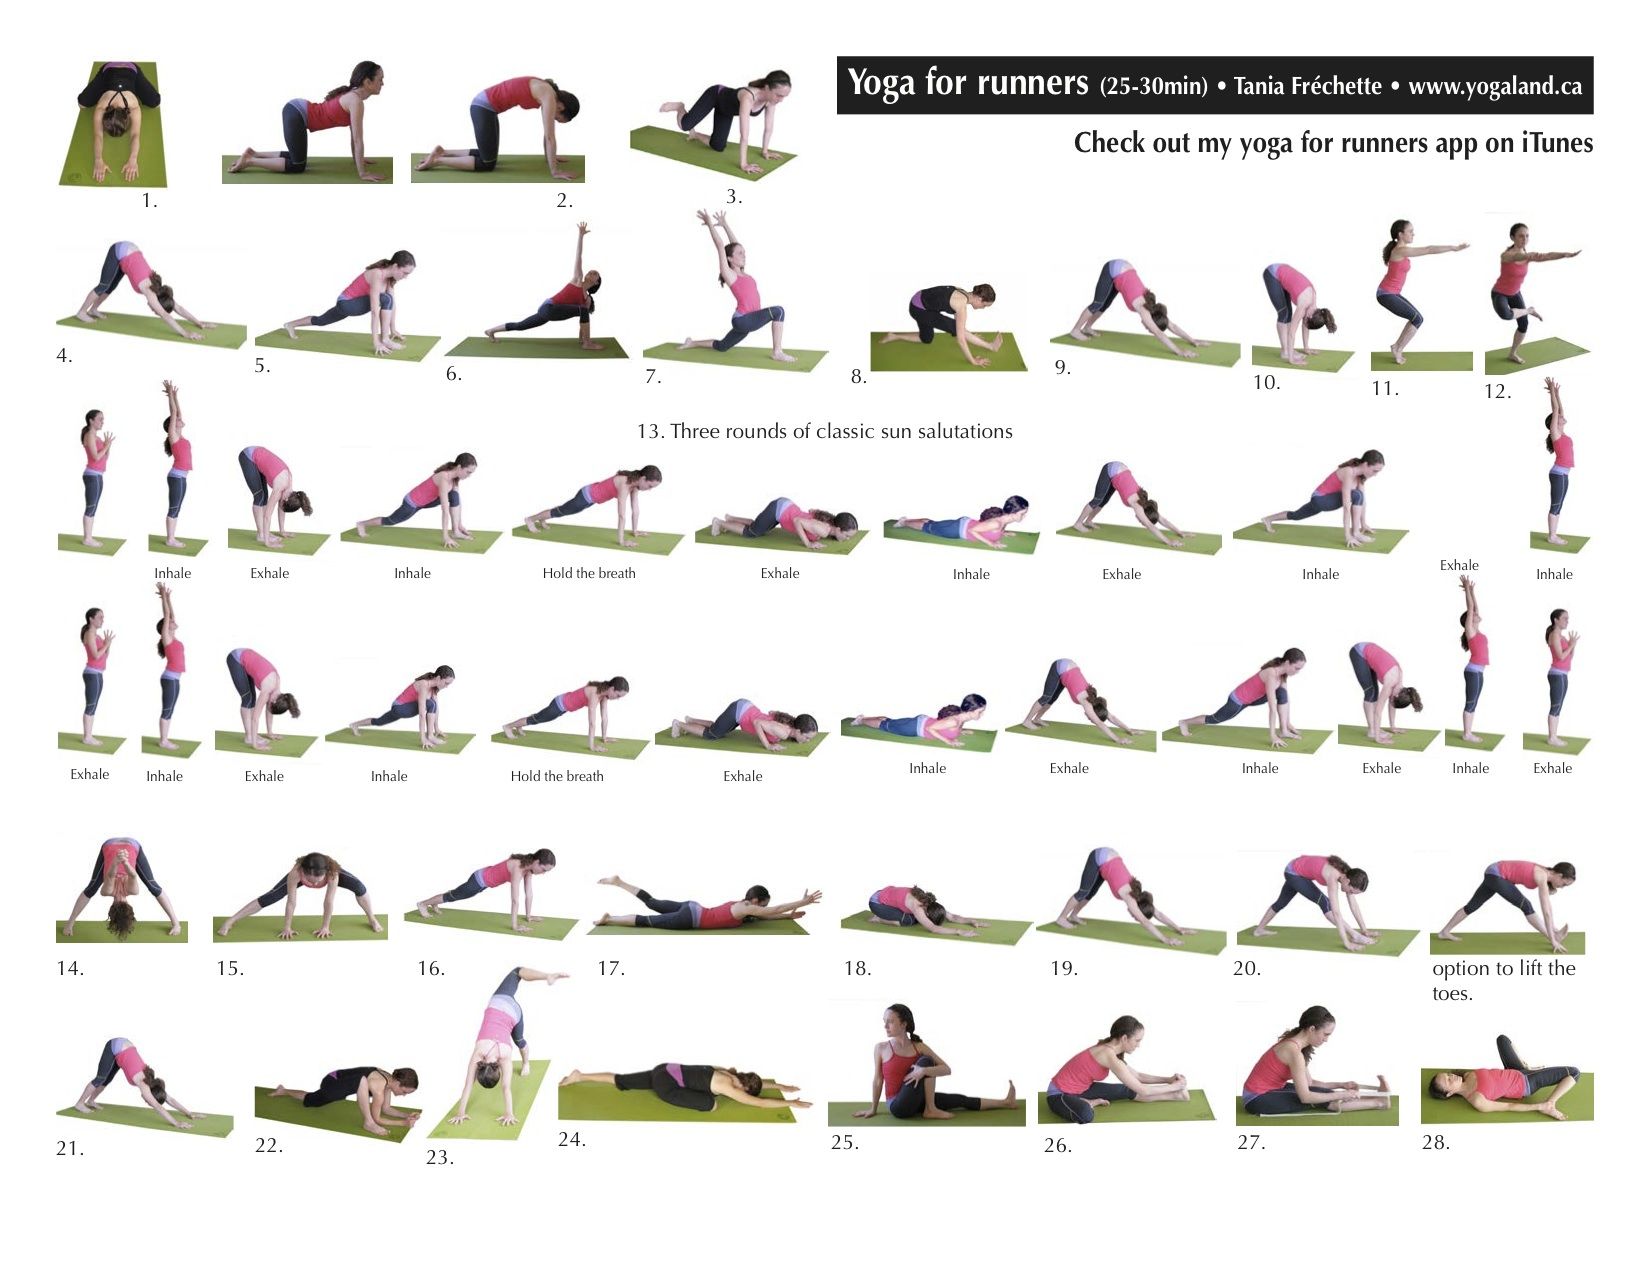 Yoga for runners (25-30min) • Tania Fréchette • www.yogaland.ca
Check out my yoga for runners app on iTunes
1.
2.
3.
4.
5.
6.
7.
8.
9.
10.
11.
12.
13. Three rounds of classic sun salutations
Inhale
Exhale
Inhale
Hold the breath
Exhale
Inhale
Exhale
Inhale
Exhale
Inhale
Exhale
Inhale
Exhale
Inhale
Hold the breath
Exhale
Inhale
Exhale
Inhale
Exhale
Inhale
Exhale
14.
15.
16.
17.
18.
19.
20.
option to lift the
toes.
21.
22.
23.
24.
25.
26.
27.
28.